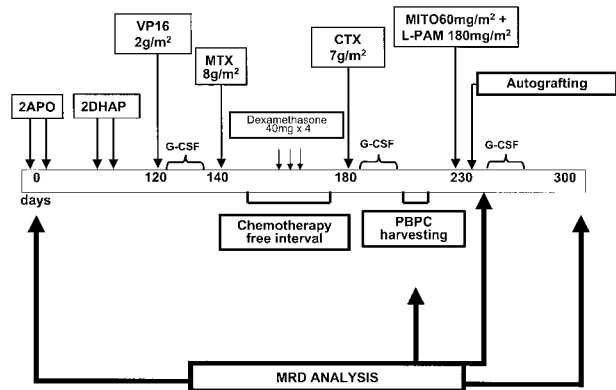 VP16
2g/m²
MTX
8g/m²
CTX
7g/m²
MITO60mg/m² +
L-PAM 180mg/m²
Autografting
2APO
2DHAP
Dexamethasone
40mg x 4
G-CSF
G-CSF
G-CSF
0 120 140 180 230 300
days
Chemotherapy
free interval
PBPC
harvesting
MRD ANALYSIS